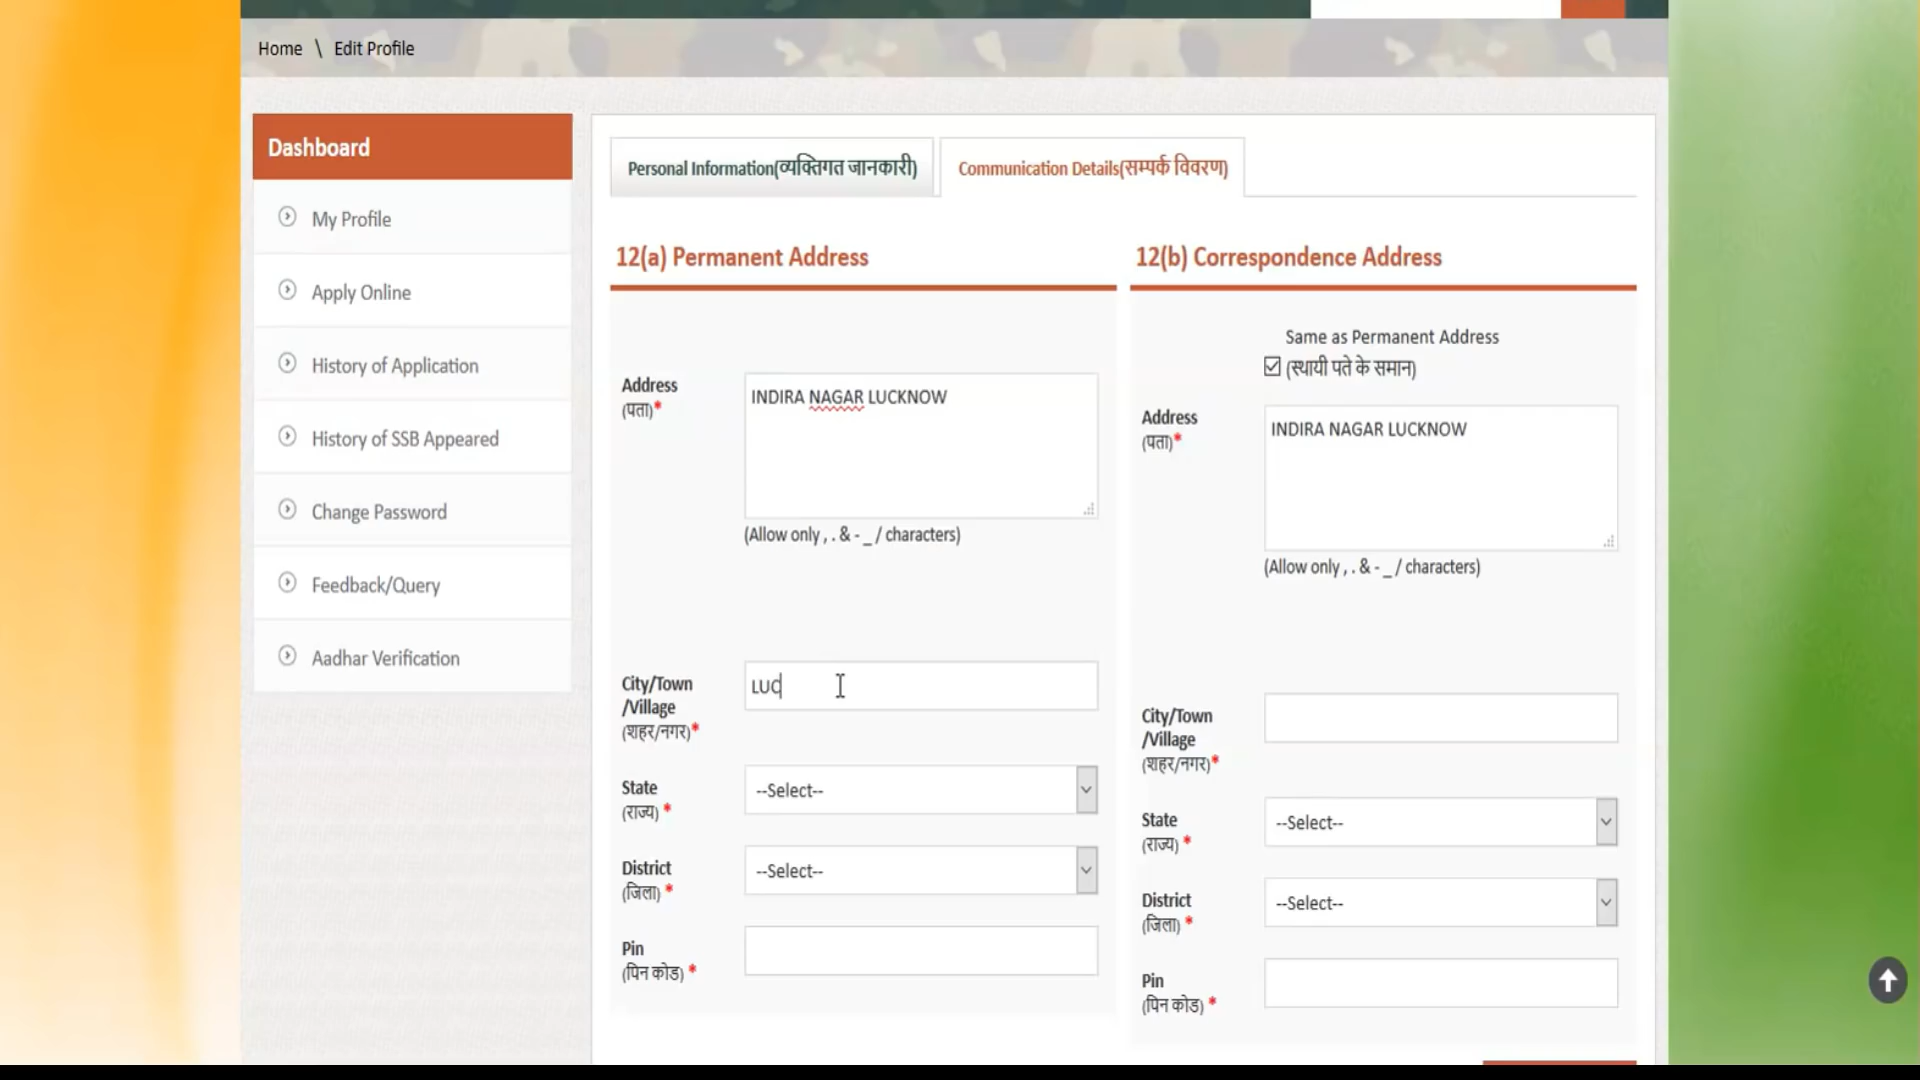 Home \ Edit Profile
Dashboard
My Profile
Apply Online
History of Application
History of SSB Appeared
Change Password
Feedback/Query
Aadhar Verification
Personal Information(व्यक्तिगत जानकारी)
Communication Details(सम्पर्क विवरण)
12(a) Permanent Address
Address
(पता)*
INDIRA NAGAR LUCKNOW
(Allow only , . & - _ / characters)
City/Town
/Village
(शहर/नगर)*
LUC
State
(राज्य) *
--Select--
District
(जिला) *
--Select--
Pin
(पिन कोड) *
12(b) Correspondence Address
Same as Permanent Address
(स्थायी पते के समान)
Address
(पता)*
INDIRA NAGAR LUCKNOW
(Allow only , . & - _ / characters)
City/Town
/Village
(शहर/नगर)*
State
(राज्य) *
--Select--
District
(जिला) *
--Select--
Pin
(पिन कोड) *